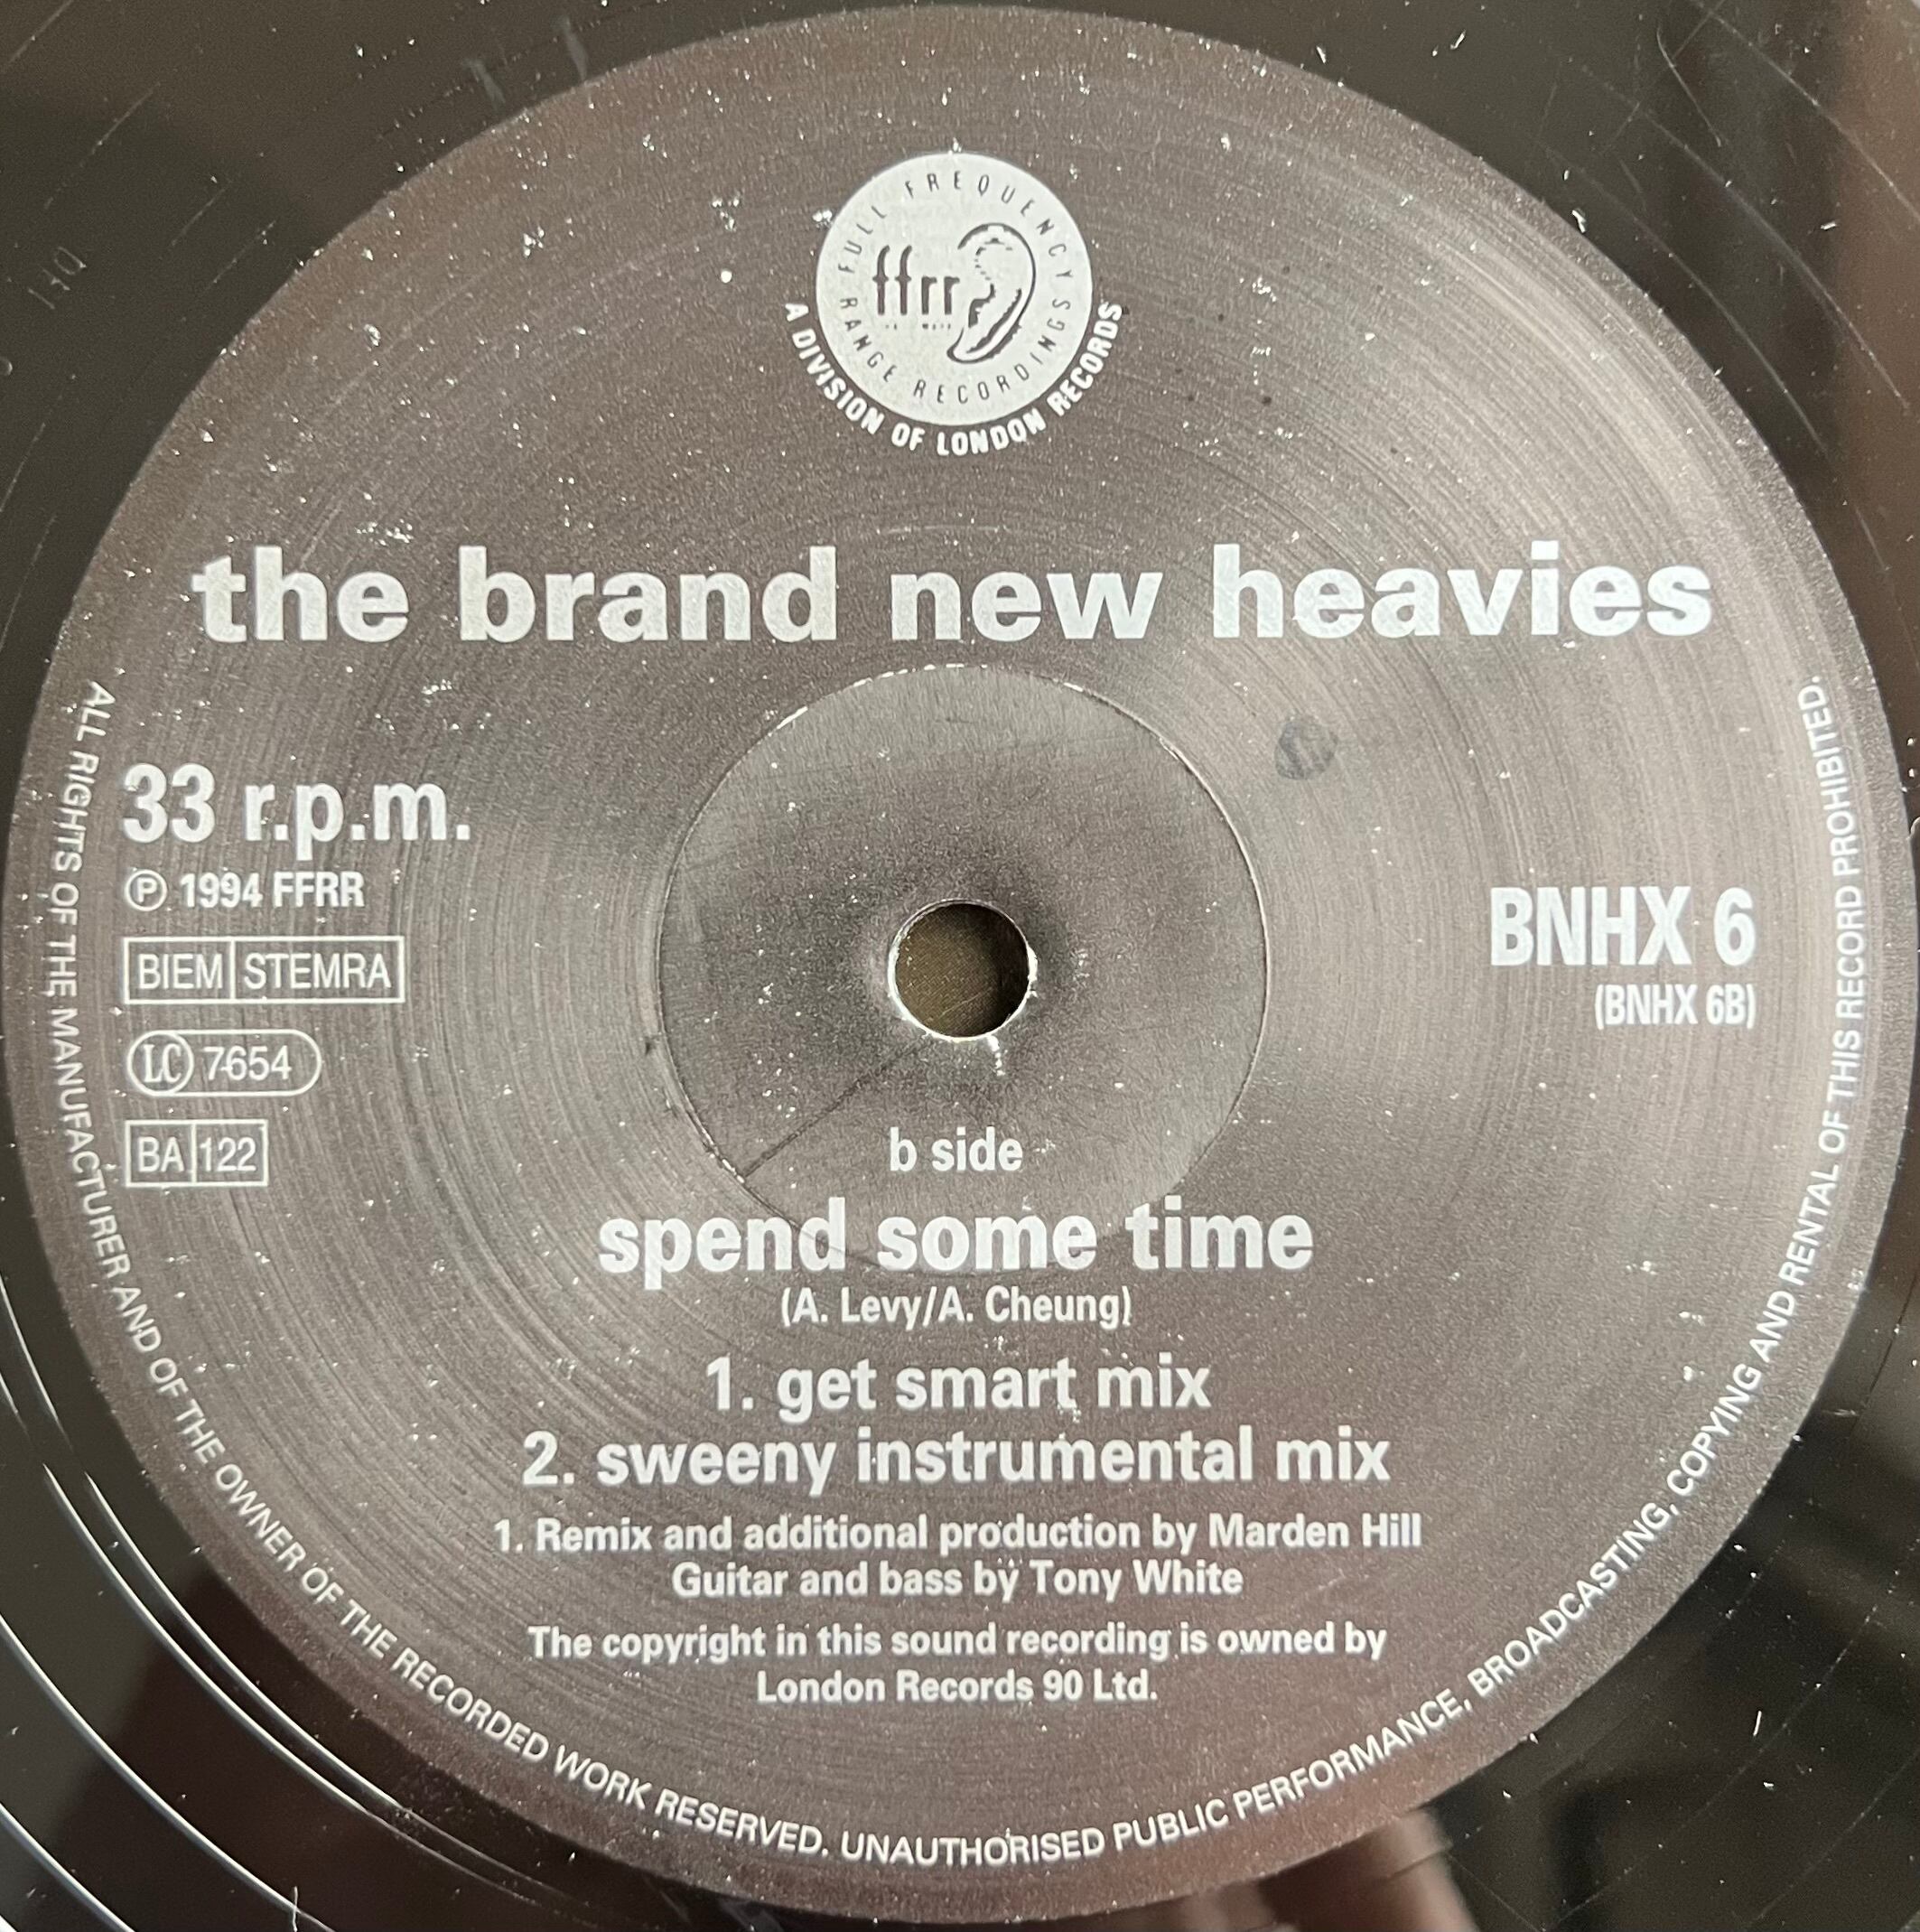 FULL FREQUENCY
RANGE RECORDINGS
ffrr
A DIVISION OF LONDON RECORDS
the brand new heavies
33 r.p.m.
℗ 1994 FFRR
BIEM STEMRA
LC 7654
BA 122
BNHX 6
(BNHX 6B)
b side
spend some time
(A. Levy/A. Cheung)
1. get smart mix
2. sweeny instrumental mix
1. Remix and additional production by Marden Hill
Guitar and bass by Tony White
The copyright in this sound recording is owned by
London Records 90 Ltd.
ALL RIGHTS OF THE MANUFACTURER AND OF THE OWNER OF THE RECORDED WORK RESERVED. UNAUTHORISED PUBLIC PERFORMANCE, BROADCASTING, COPYING AND RENTAL OF THIS RECORD PROHIBITED.